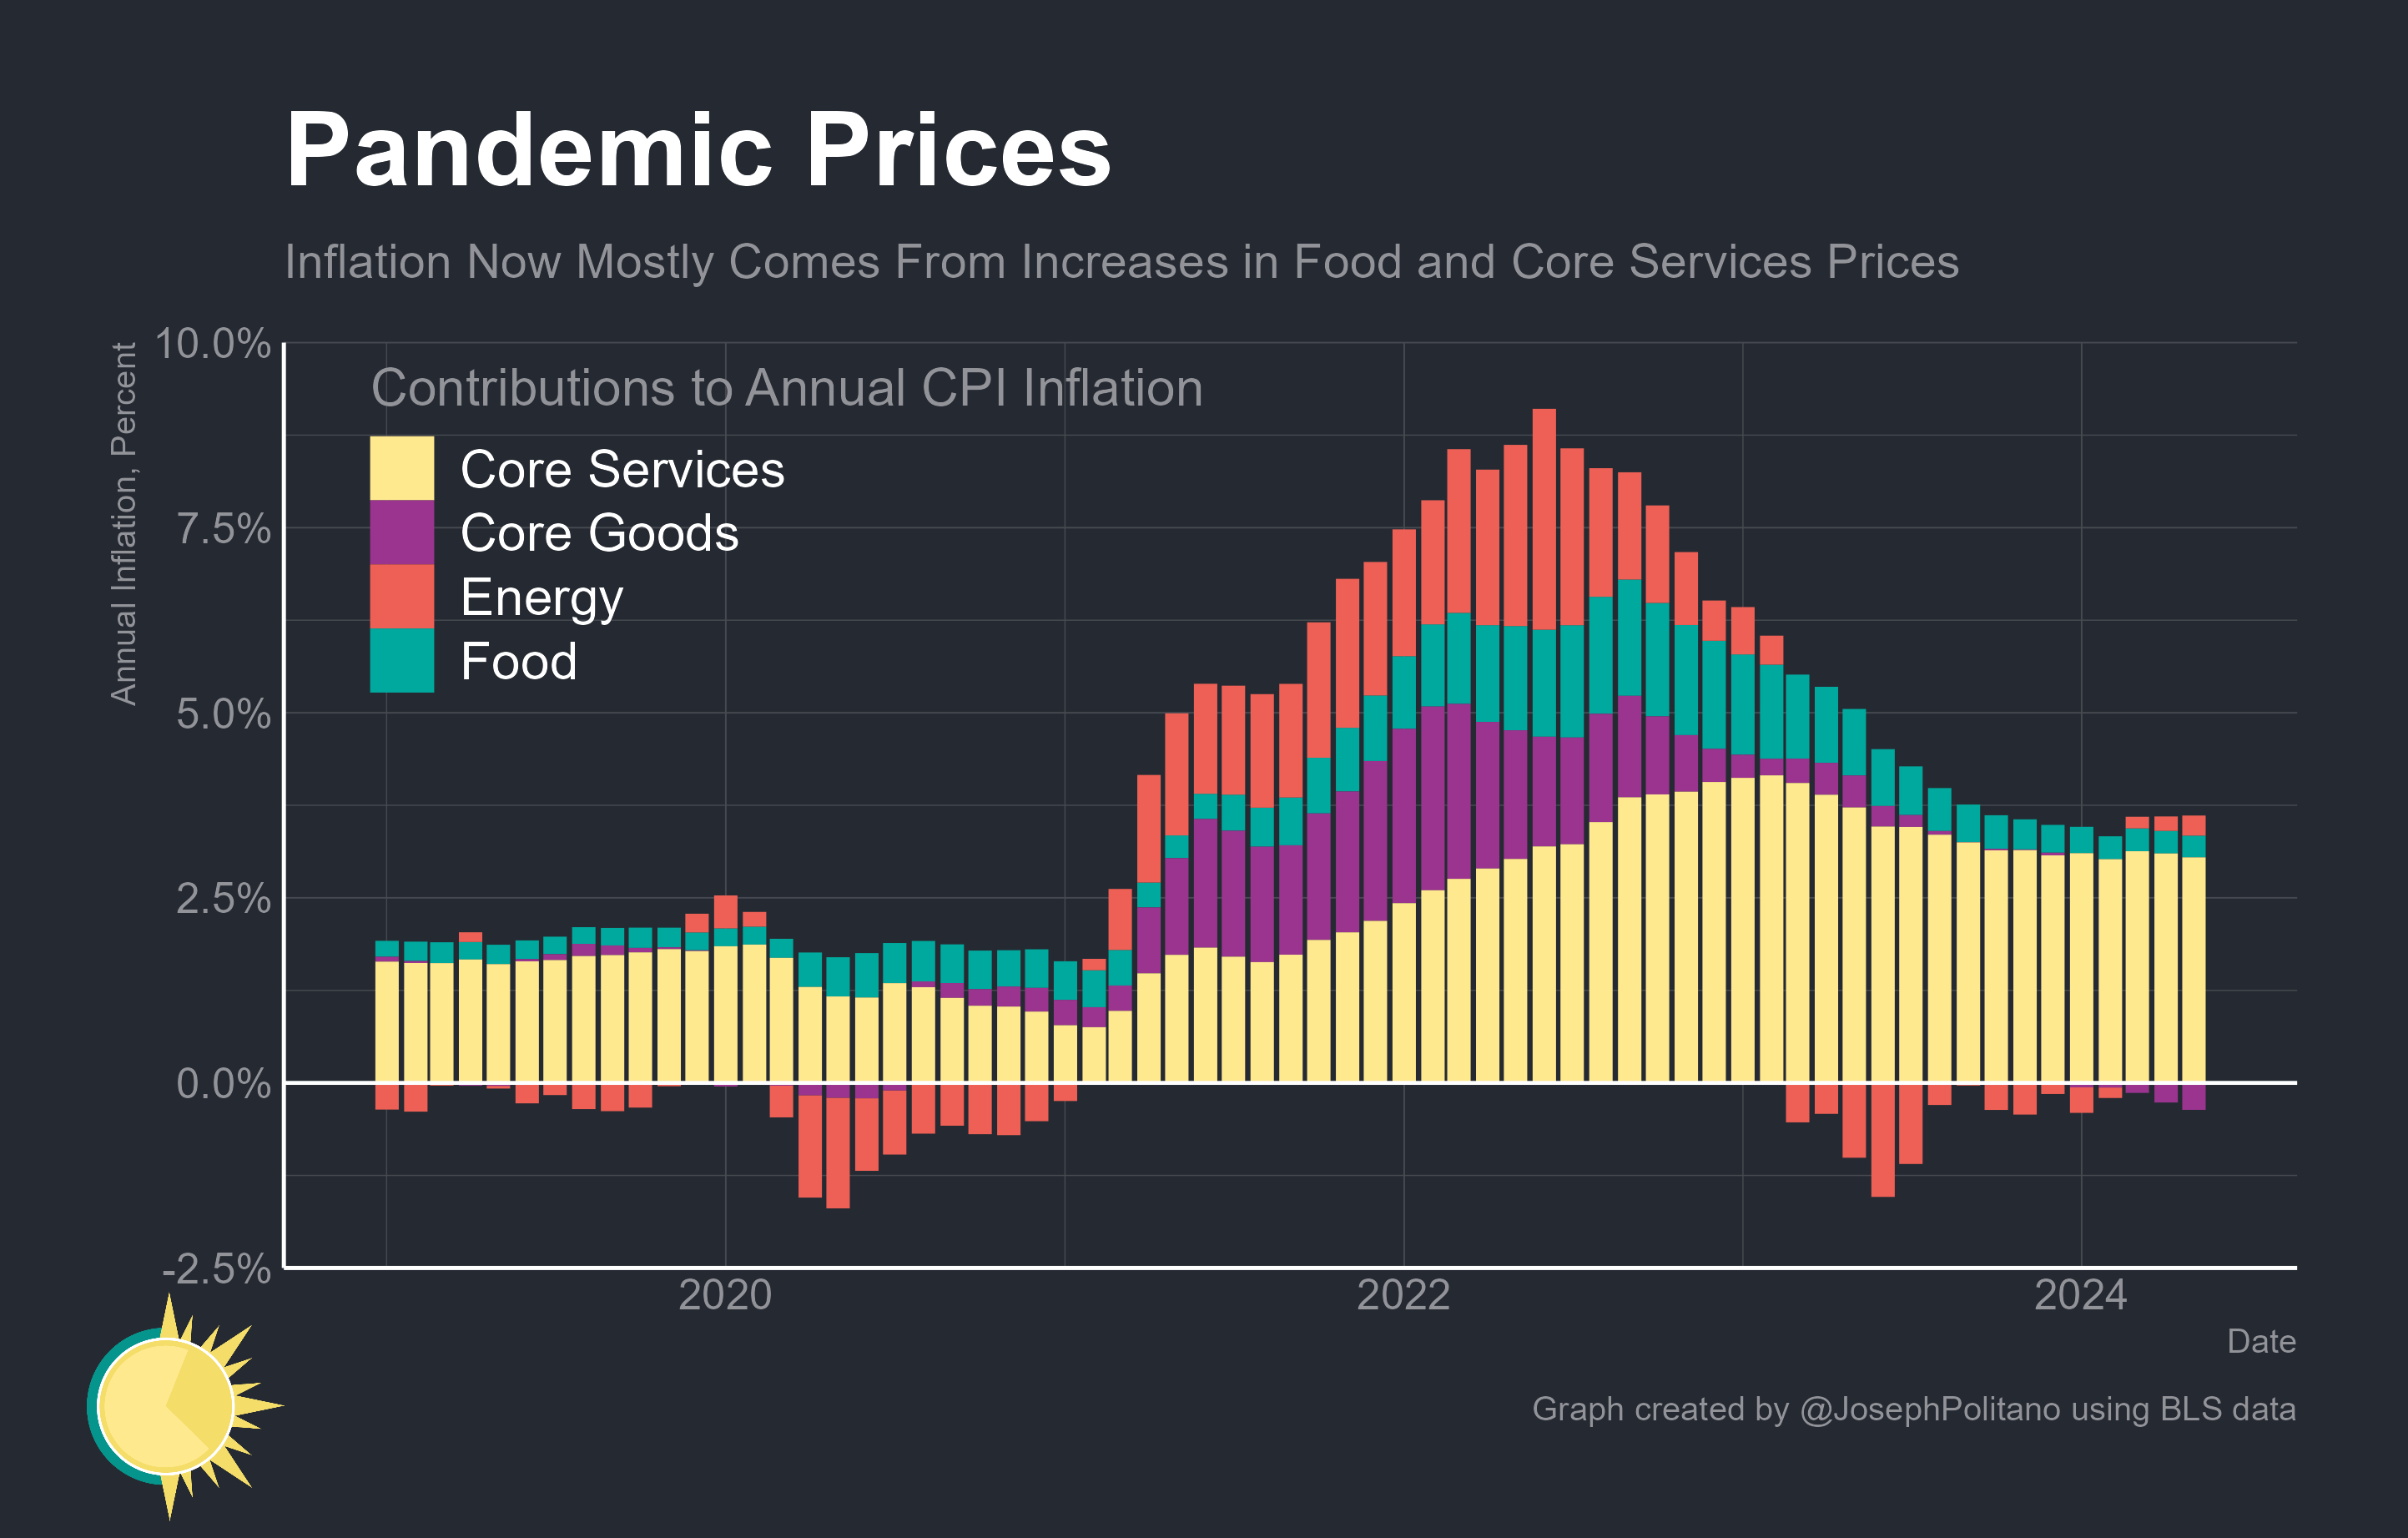 Pandemic Prices
Inflation Now Mostly Comes From Increases in Food and Core Services Prices
Annual Inflation, Percent
10.0%
7.5%
5.0%
2.5%
0.0%
-2.5%
Contributions to Annual CPI Inflation
Core Services
Core Goods
Energy
Food
2020
2022
2024
Date
Graph created by @JosephPolitano using BLS data